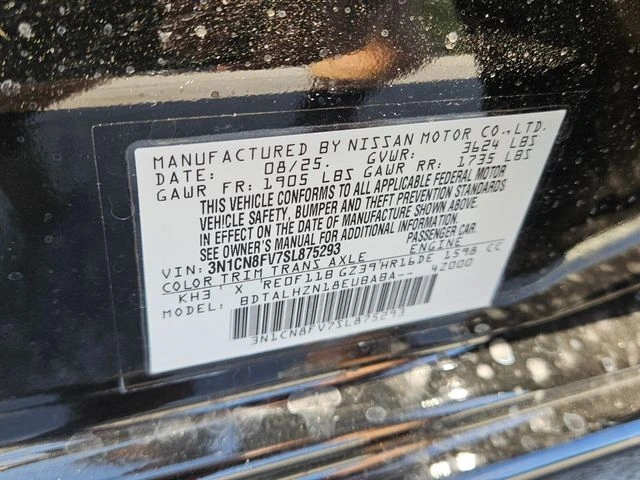 MANUFACTURED BY NISSAN MOTOR CO.,LTD.
DATE: 08/25. GVWR: 3624 LBS
GAWR FR: 1905 LBS GAWR RR: 1735 LBS
THIS VEHICLE CONFORMS TO ALL APPLICABLE FEDERAL MOTOR
VEHICLE SAFETY, BUMPER AND THEFT PREVENTION STANDARDS
IN EFFECT ON THE DATE OF MANUFACTURE SHOWN ABOVE.
SEE OWNER'S MANUAL FOR ADDITIONAL INFORMATION.
VIN: 3N1CN8FV7SL875293 PASSENGER CAR.
COLOR TRIM TRANS AXLE ENGINE
KH3 X RE0F11B GZ39 HR16DE 1598 CC
MODEL: BDTALHZN18EUBABA-- 42000
3N1CN8FV7SL875293